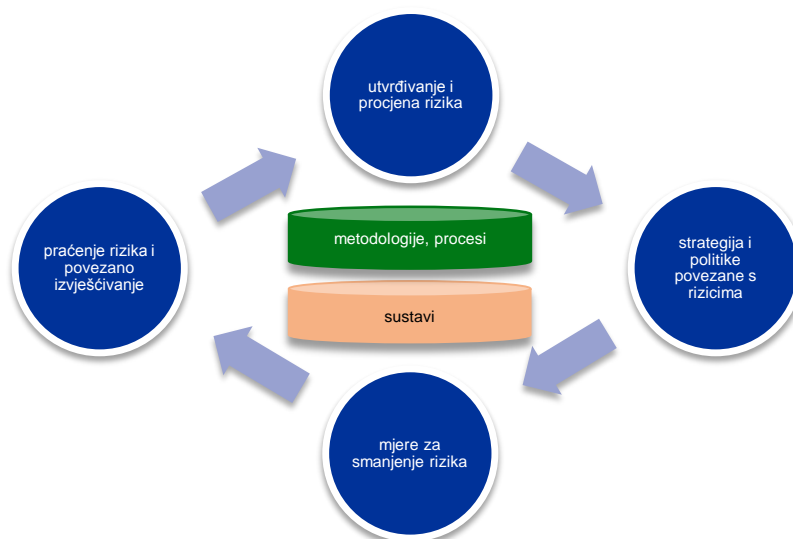 utvrđivanje i
procjena rizika
metodologije, procesi
sustavi
praćenje rizika i
povezano
izvješćivanje
strategija i
politike
povezane s
rizicima
mjere za
smanjenje rizika